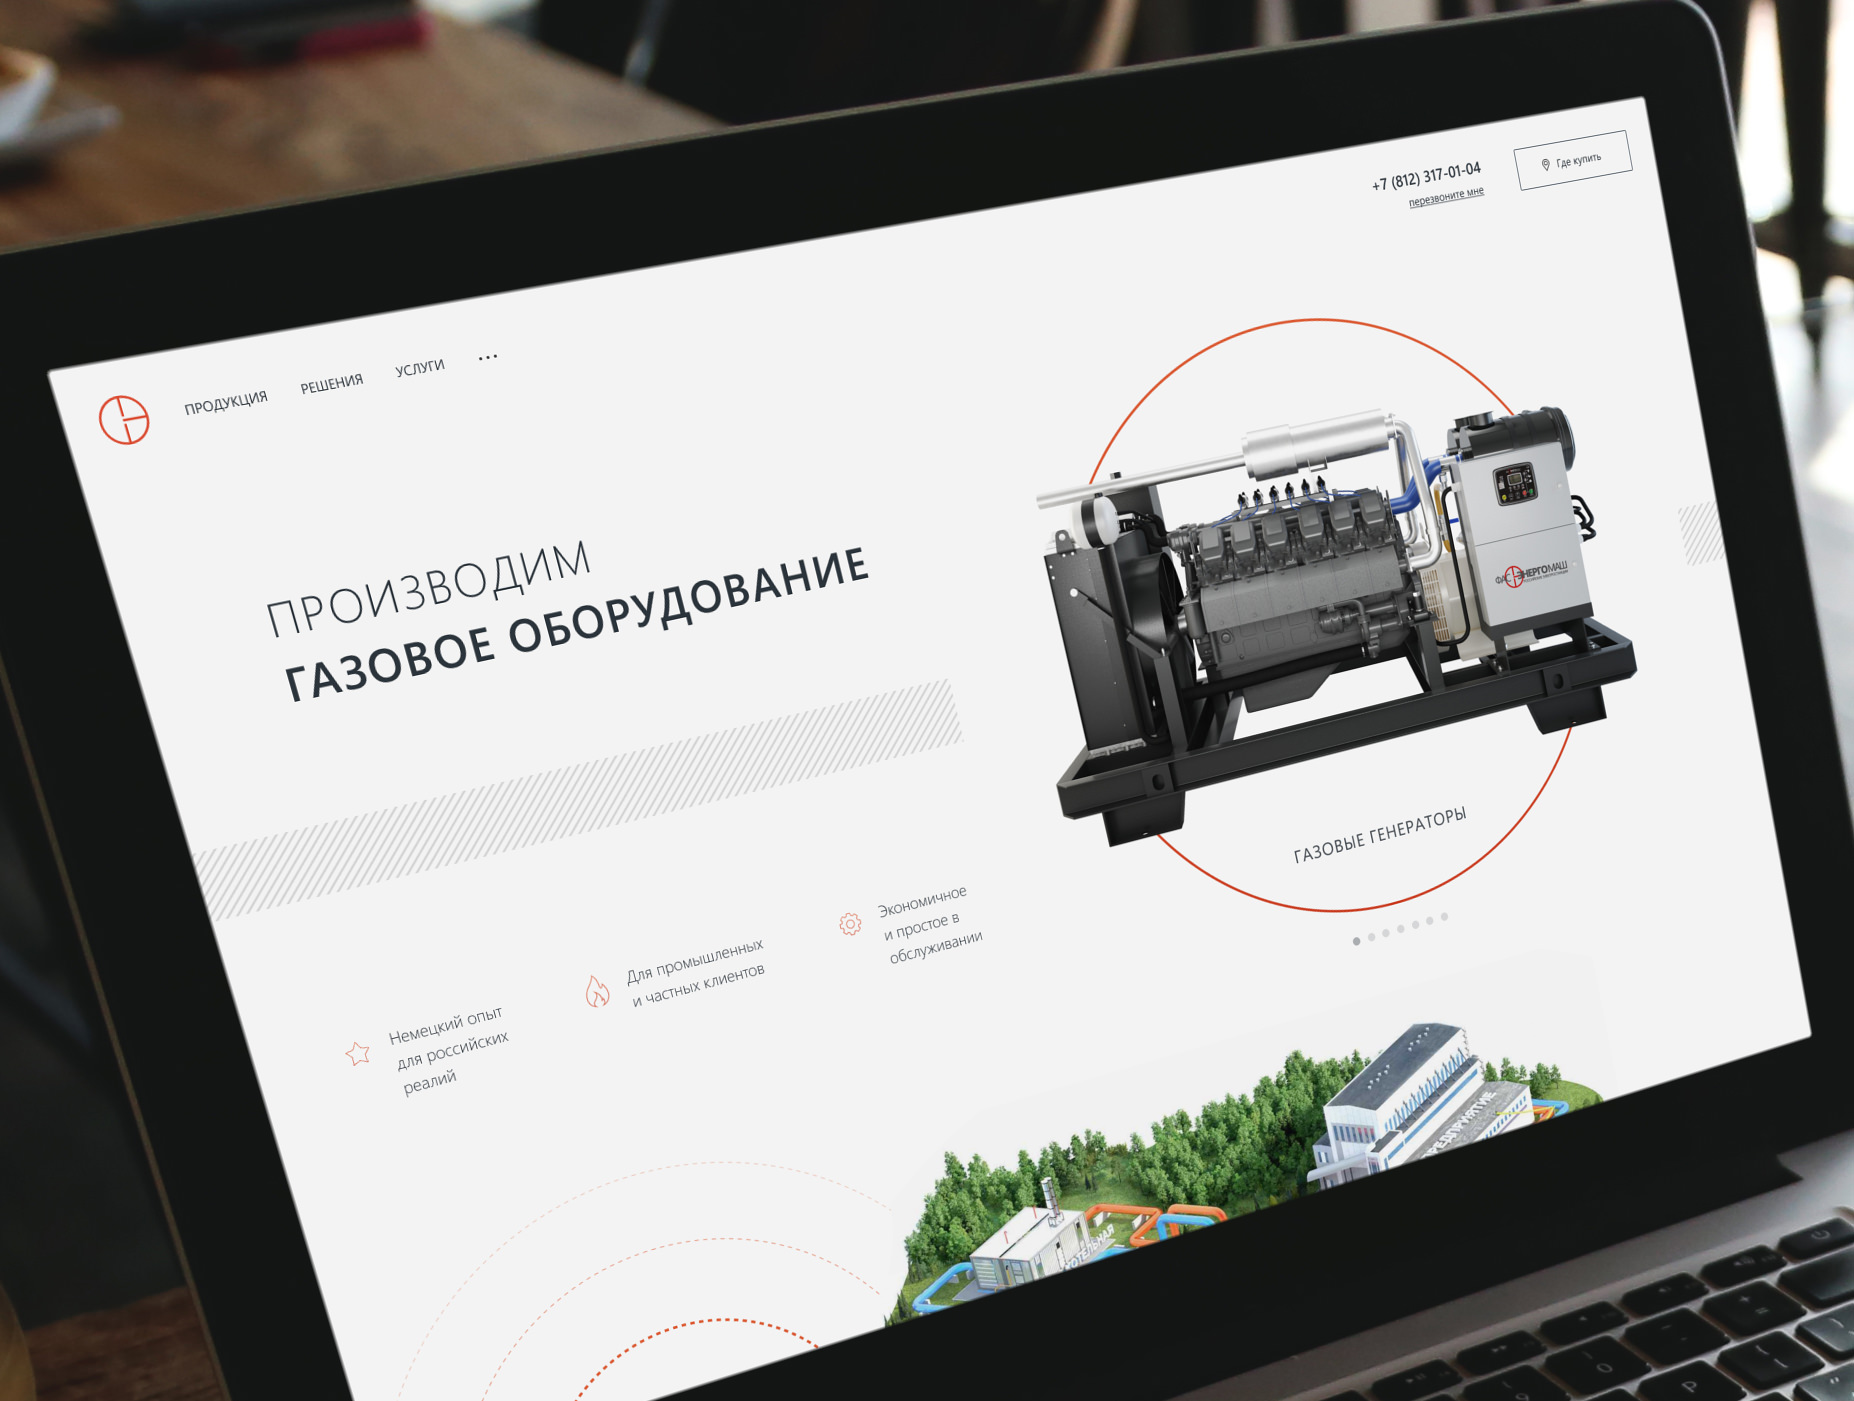 +7 (812) 317-01-04
перезвоните мне
Где купить
ПРОДУКЦИЯ
РЕШЕНИЯ
УСЛУГИ
...
ПРОИЗВОДИМ
ГАЗОВОЕ ОБОРУДОВАНИЕ
ФАС ЭНЕРГОМАШ
ГАЗОВЫЕ ГЕНЕРАТОРЫ
Немецкий опыт
для российских
реалий
Для промышленных
и частных клиентов
Экономичное
и простое в
обслуживании
КОТЕЛЬНАЯ
ПРЕДПРИЯТИЕ